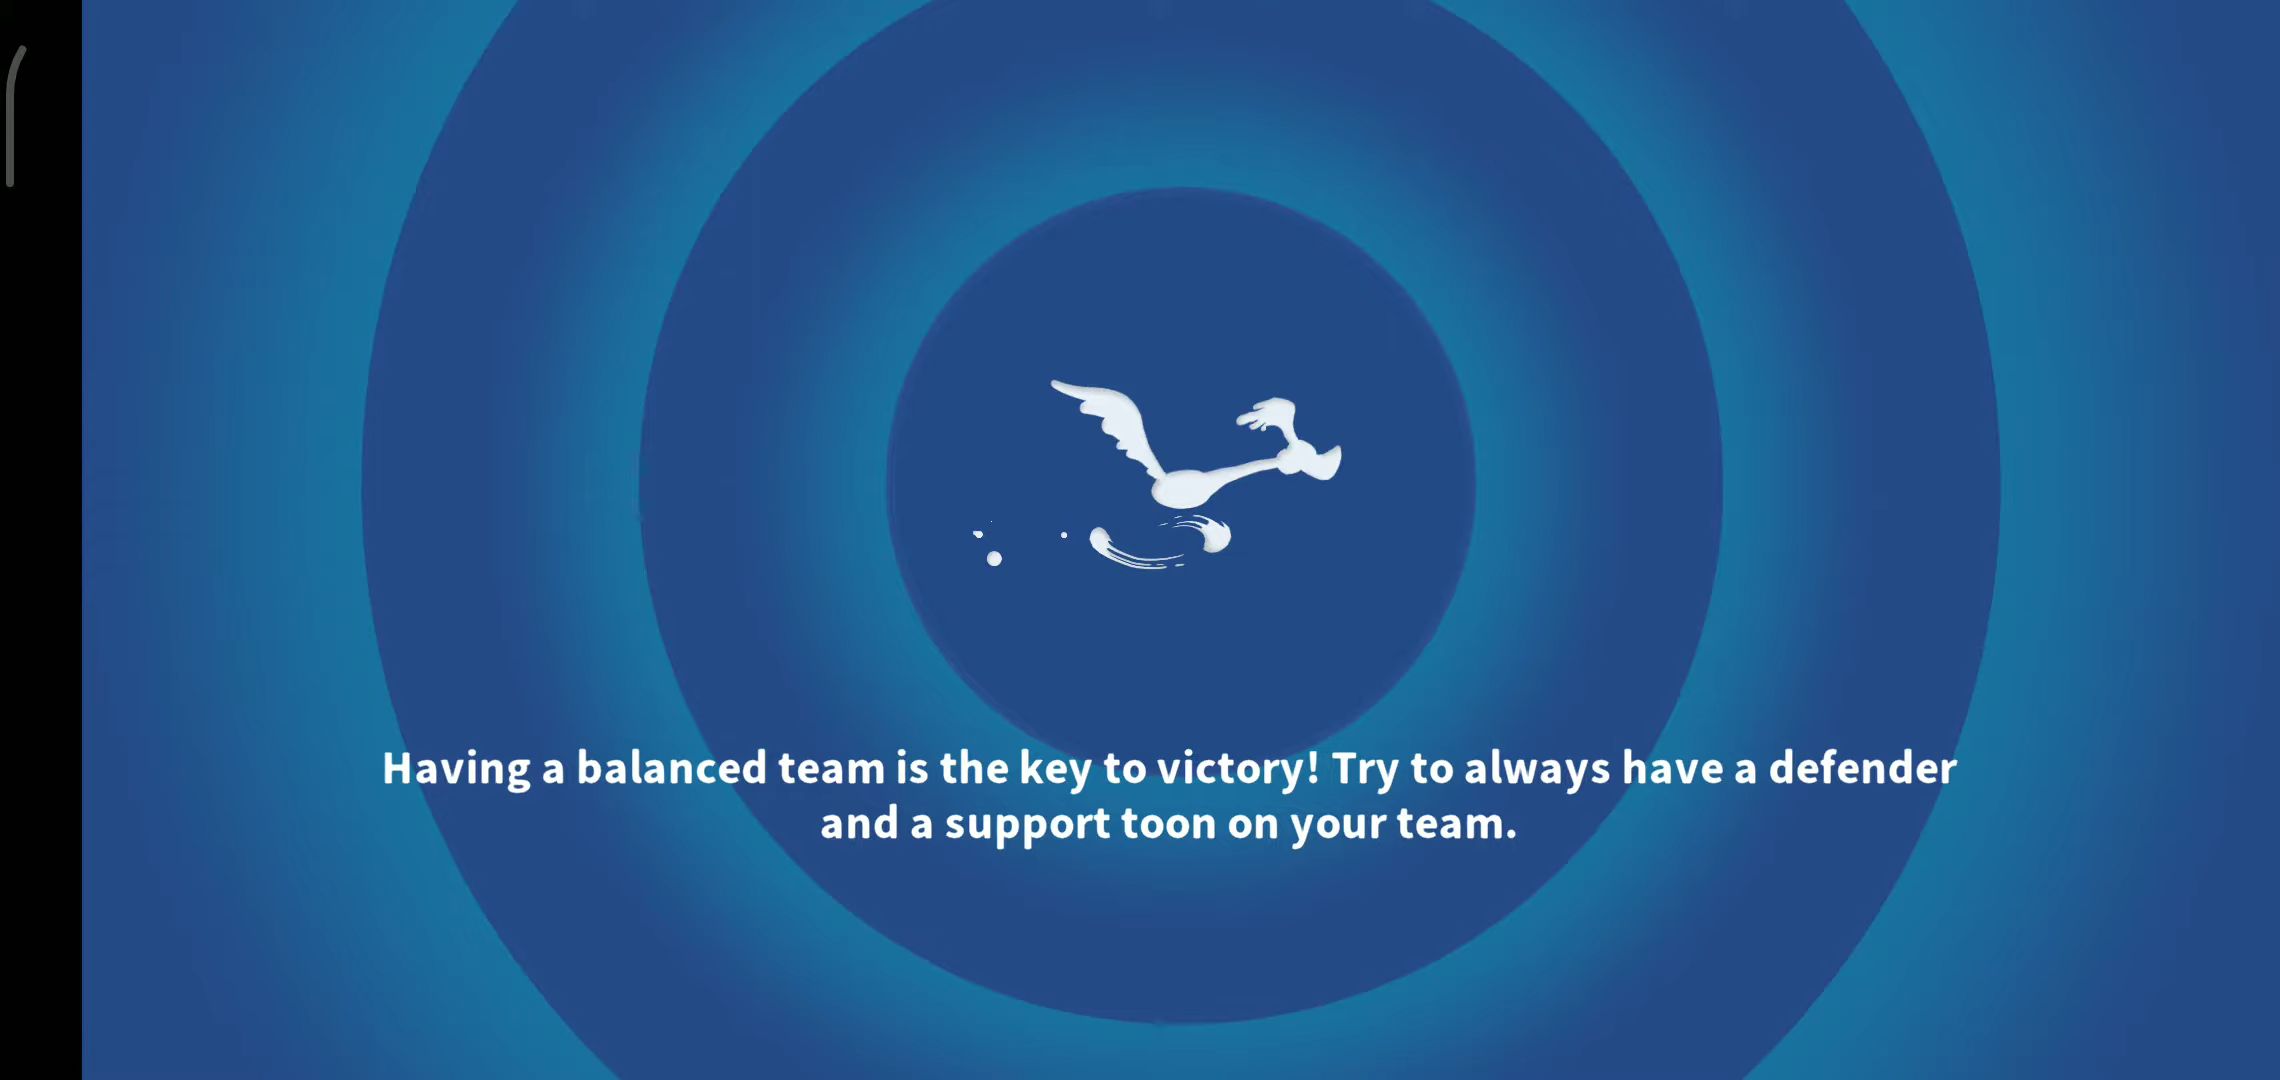 Having a balanced team is the key to victory! Try to always have a defender
and a support toon on your team.